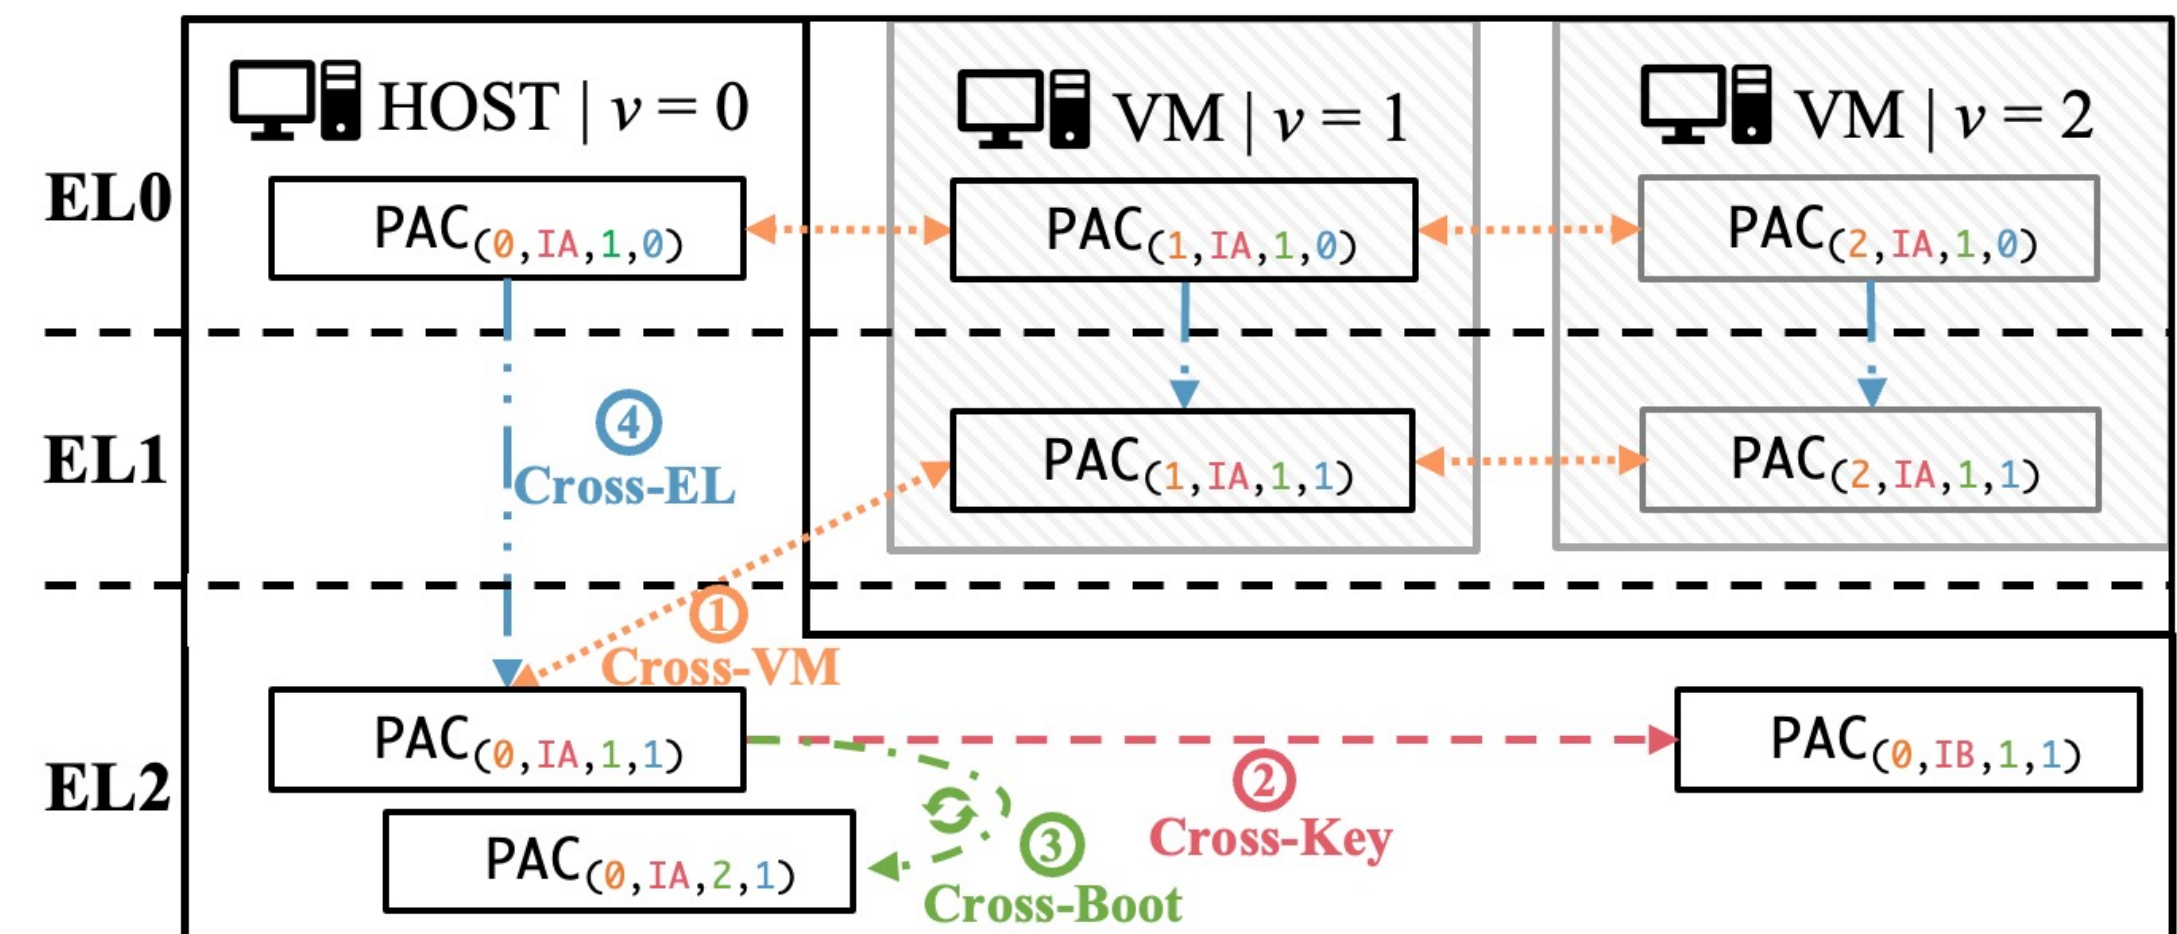 HOST | v = 0
VM | v = 1
VM | v = 2
EL0
PAC(0,IA,1,0)
PAC(1,IA,1,0)
PAC(2,IA,1,0)
EL1
4
Cross-EL
PAC(1,IA,1,1)
PAC(2,IA,1,1)
1
Cross-VM
EL2
PAC(0,IA,1,1)
PAC(0,IB,1,1)
2
Cross-Key
PAC(0,IA,2,1)
3
Cross-Boot